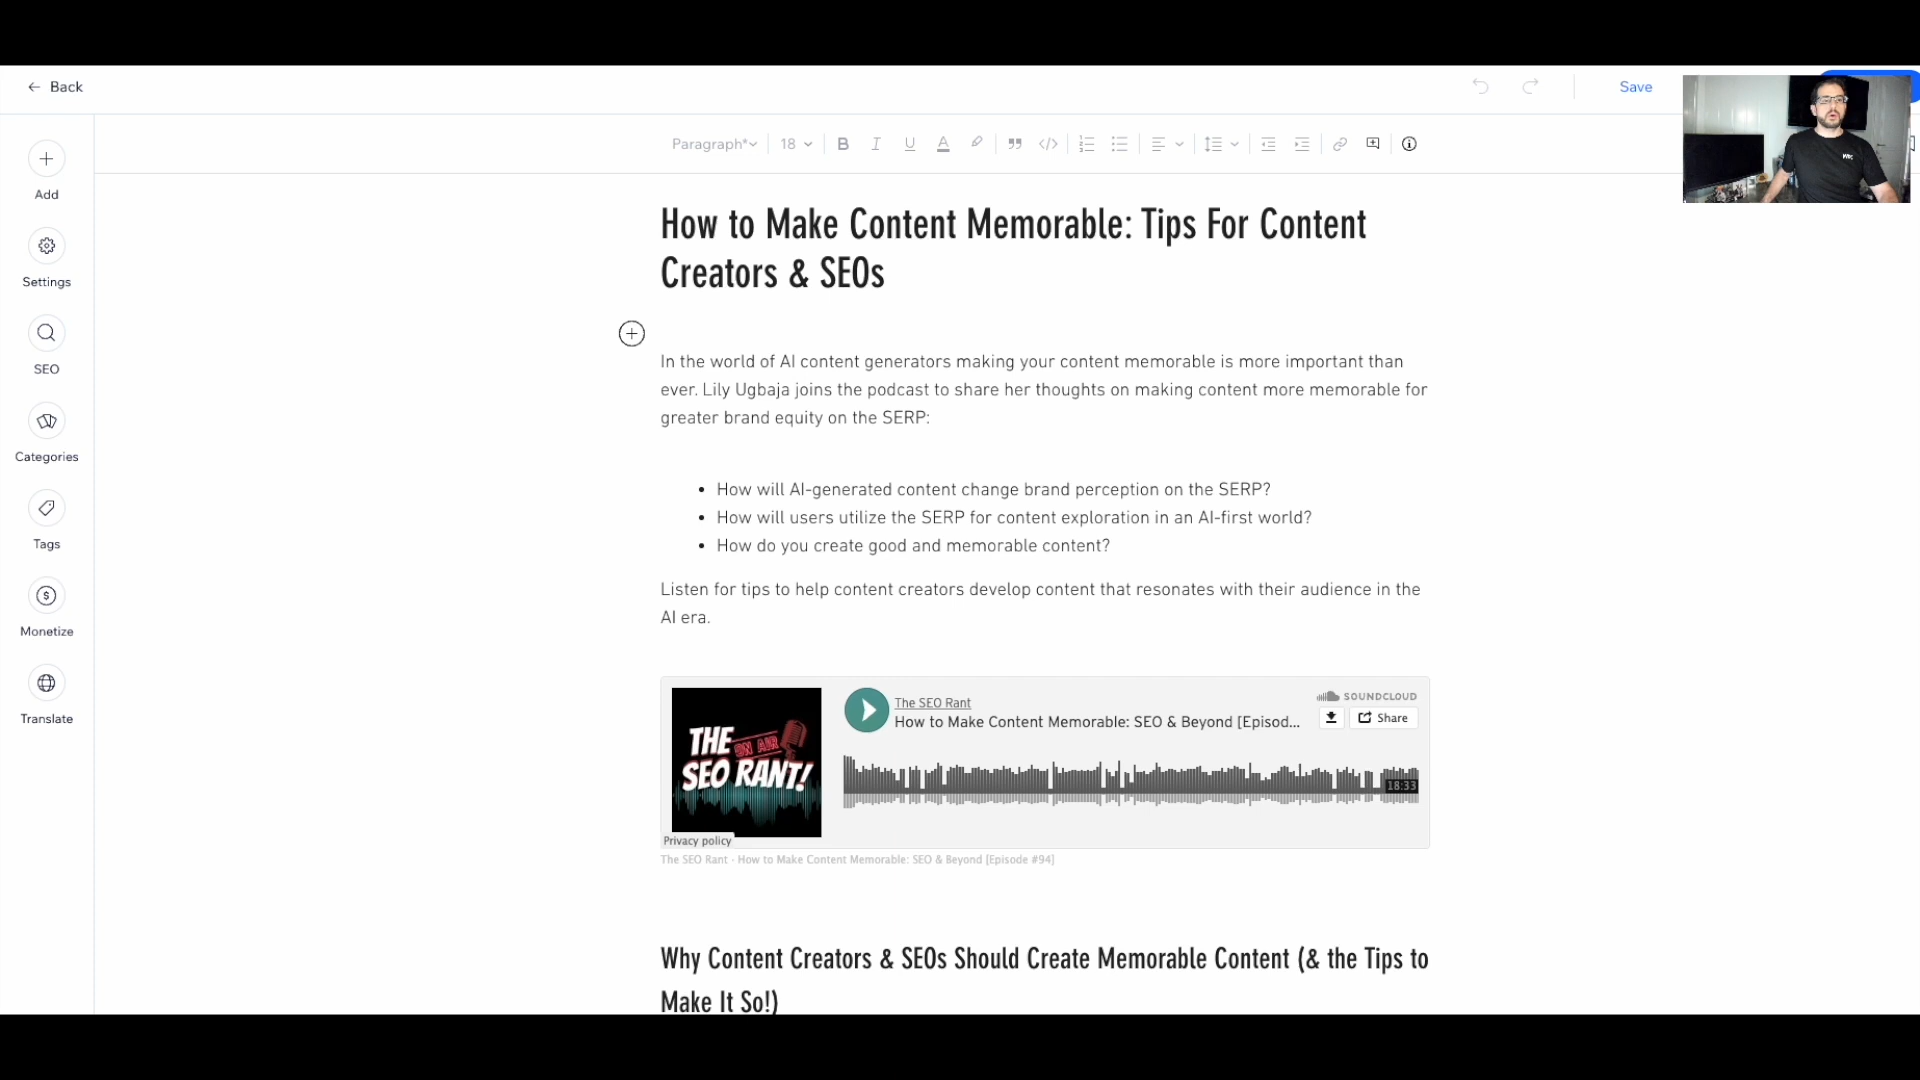 Back
Save
Paragraph*
18
Add
Settings
SEO
Categories
Tags
Monetize
Translate
How to Make Content Memorable: Tips For Content
Creators & SEOs
In the world of AI content generators making your content memorable is more important than
ever. Lily Ugbaja joins the podcast to share her thoughts on making content more memorable for
greater brand equity on the SERP:
• How will AI-generated content change brand perception on the SERP?
• How will users utilize the SERP for content exploration in an AI-first world?
• How do you create good and memorable content?
Listen for tips to help content creators develop content that resonates with their audience in the
AI era.
THE
ON AIR
SEO RANT!
Privacy policy
The SEO Rant
How to Make Content Memorable: SEO & Beyond [Episod...
SOUNDCLOUD
Share
18:33
The SEO Rant - How to Make Content Memorable: SEO & Beyond [Episode #94]
Why Content Creators & SEOs Should Create Memorable Content (& the Tips to
Make It So!)